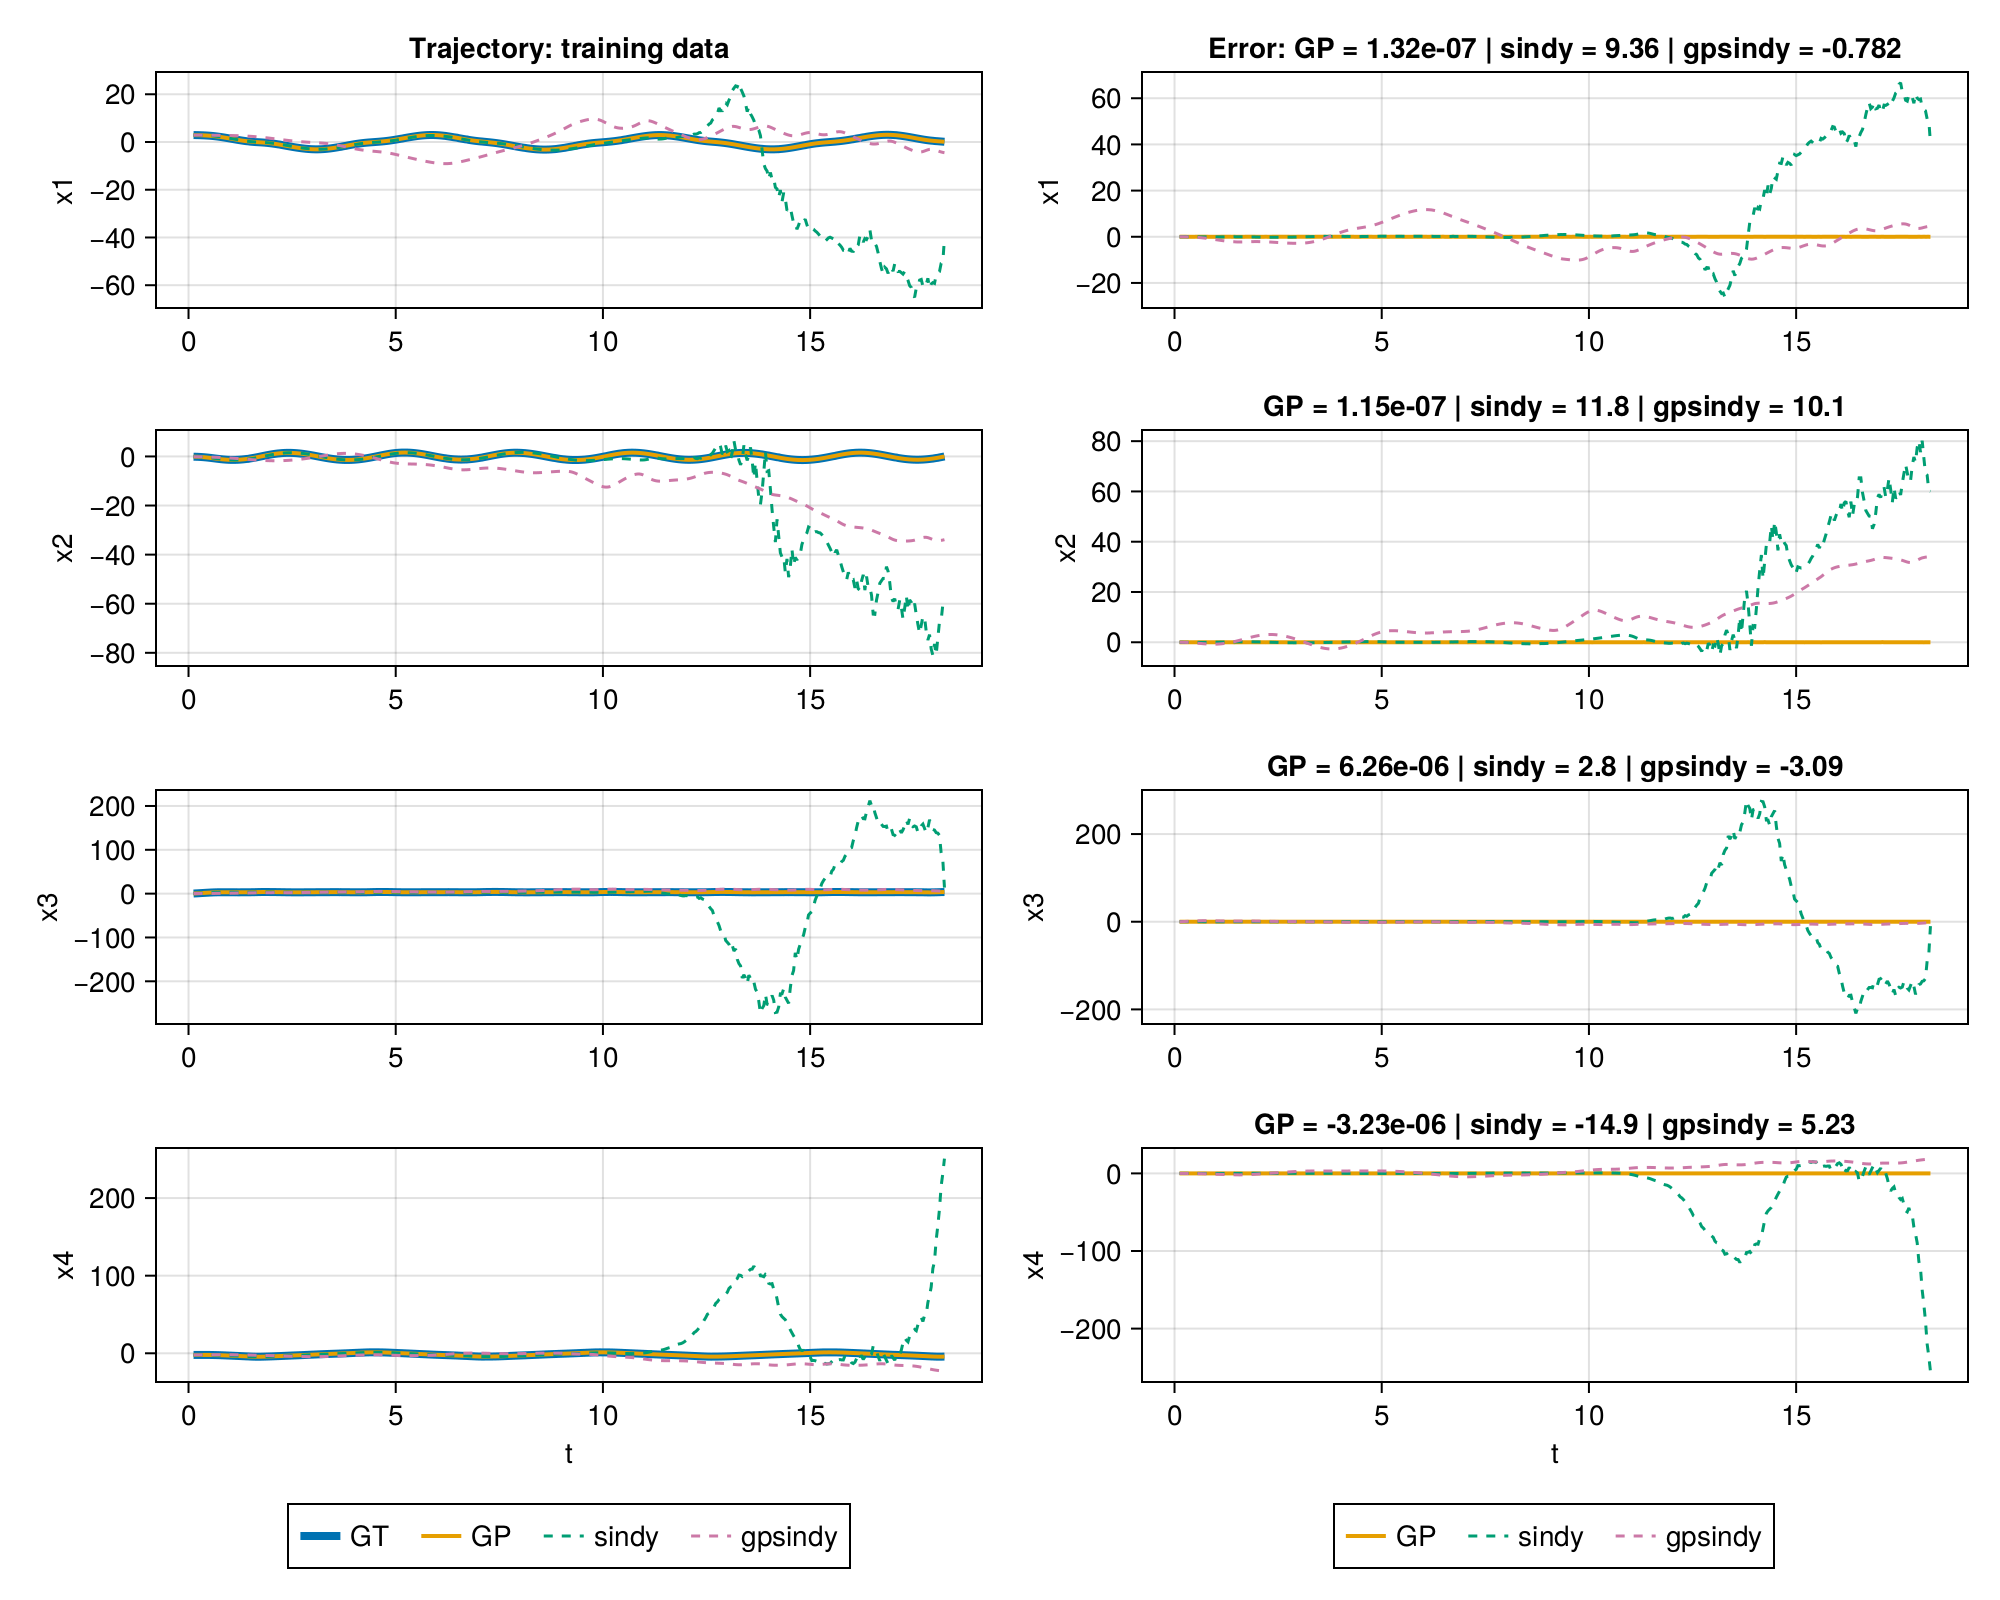 Trajectory: training data
20
0
−20
−40
−60
x1
0 5 10 15
Error: GP = 1.32e-07 | sindy = 9.36 | gpsindy = -0.782
60
40
20
0
−20
x1
0 5 10 15
0
−20
−40
−60
−80
x2
0 5 10 15
GP = 1.15e-07 | sindy = 11.8 | gpsindy = 10.1
80
60
40
20
0
x2
0 5 10 15
200
100
0
−100
−200
x3
0 5 10 15
GP = 6.26e-06 | sindy = 2.8 | gpsindy = -3.09
200
0
−200
x3
0 5 10 15
200
100
0
x4
0 5 10 15
t
GP = -3.23e-06 | sindy = -14.9 | gpsindy = 5.23
0
−100
−200
x4
0 5 10 15
t
GT GP sindy gpsindy
GP sindy gpsindy